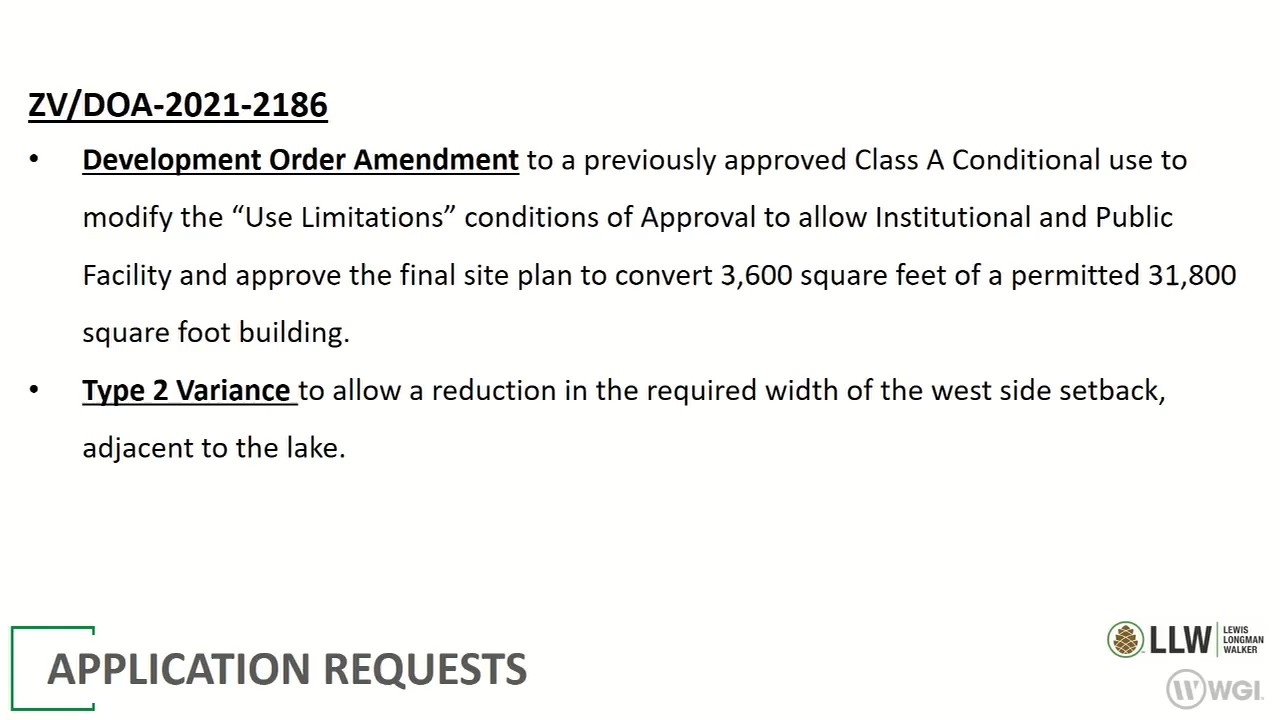 ZV/DOA-2021-2186
• Development Order Amendment to a previously approved Class A Conditional use to
modify the “Use Limitations” conditions of Approval to allow Institutional and Public
Facility and approve the final site plan to convert 3,600 square feet of a permitted 31,800
square foot building.
• Type 2 Variance to allow a reduction in the required width of the west side setback,
adjacent to the lake.
APPLICATION REQUESTS
LLW
LEWIS
LONGMAN
WALKER
WGI